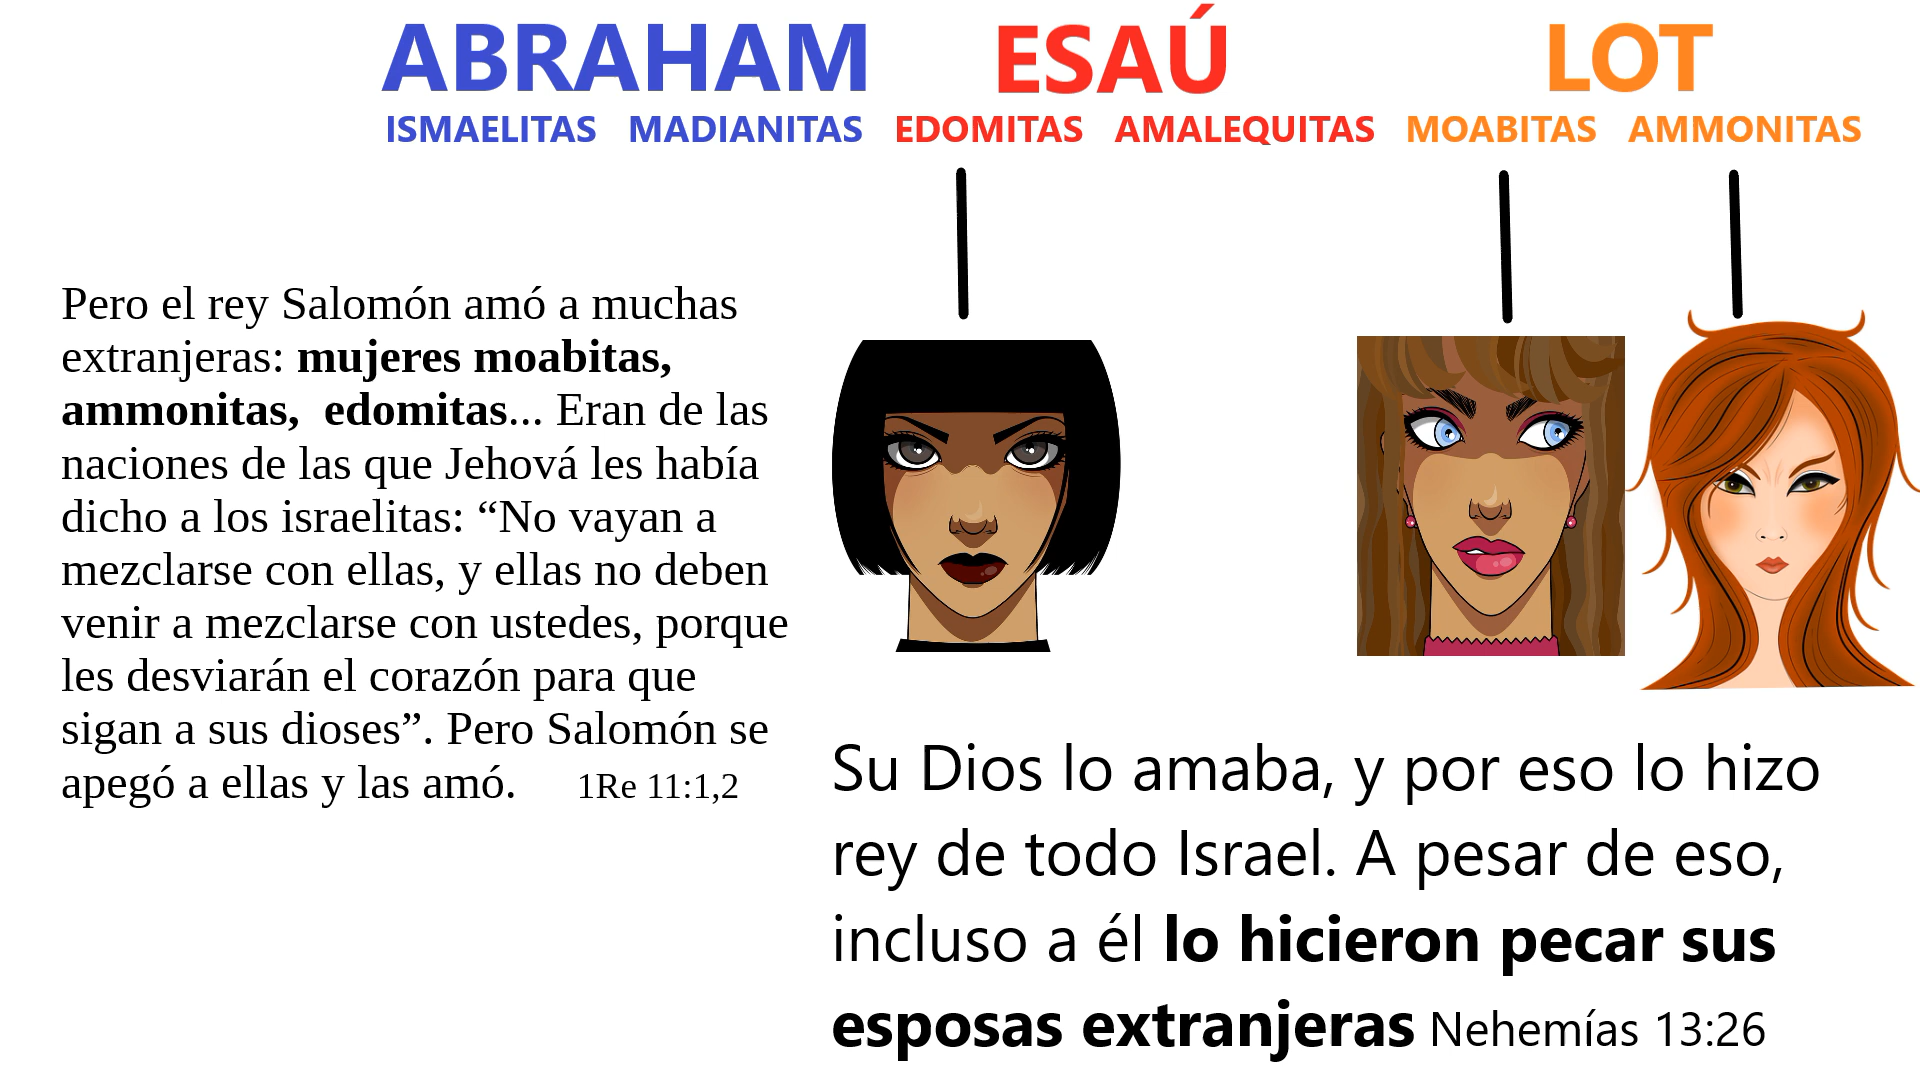 ABRAHAM ESAÚ LOT
ISMAELITAS MADIANITAS EDOMITAS AMALEQUITAS MOABITAS AMMONITAS
Pero el rey Salomón amó a muchas
extranjeras: mujeres moabitas,
ammonitas, edomitas... Eran de las
naciones de las que Jehová les había
dicho a los israelitas: “No vayan a
mezclarse con ellas, y ellas no deben
venir a mezclarse con ustedes, porque
les desviarán el corazón para que
sigan a sus dioses”. Pero Salomón se
apegó a ellas y las amó. 1Re 11:1,2
Su Dios lo amaba, y por eso lo hizo
rey de todo Israel. A pesar de eso,
incluso a él lo hicieron pecar sus
esposas extranjeras Nehemías 13:26